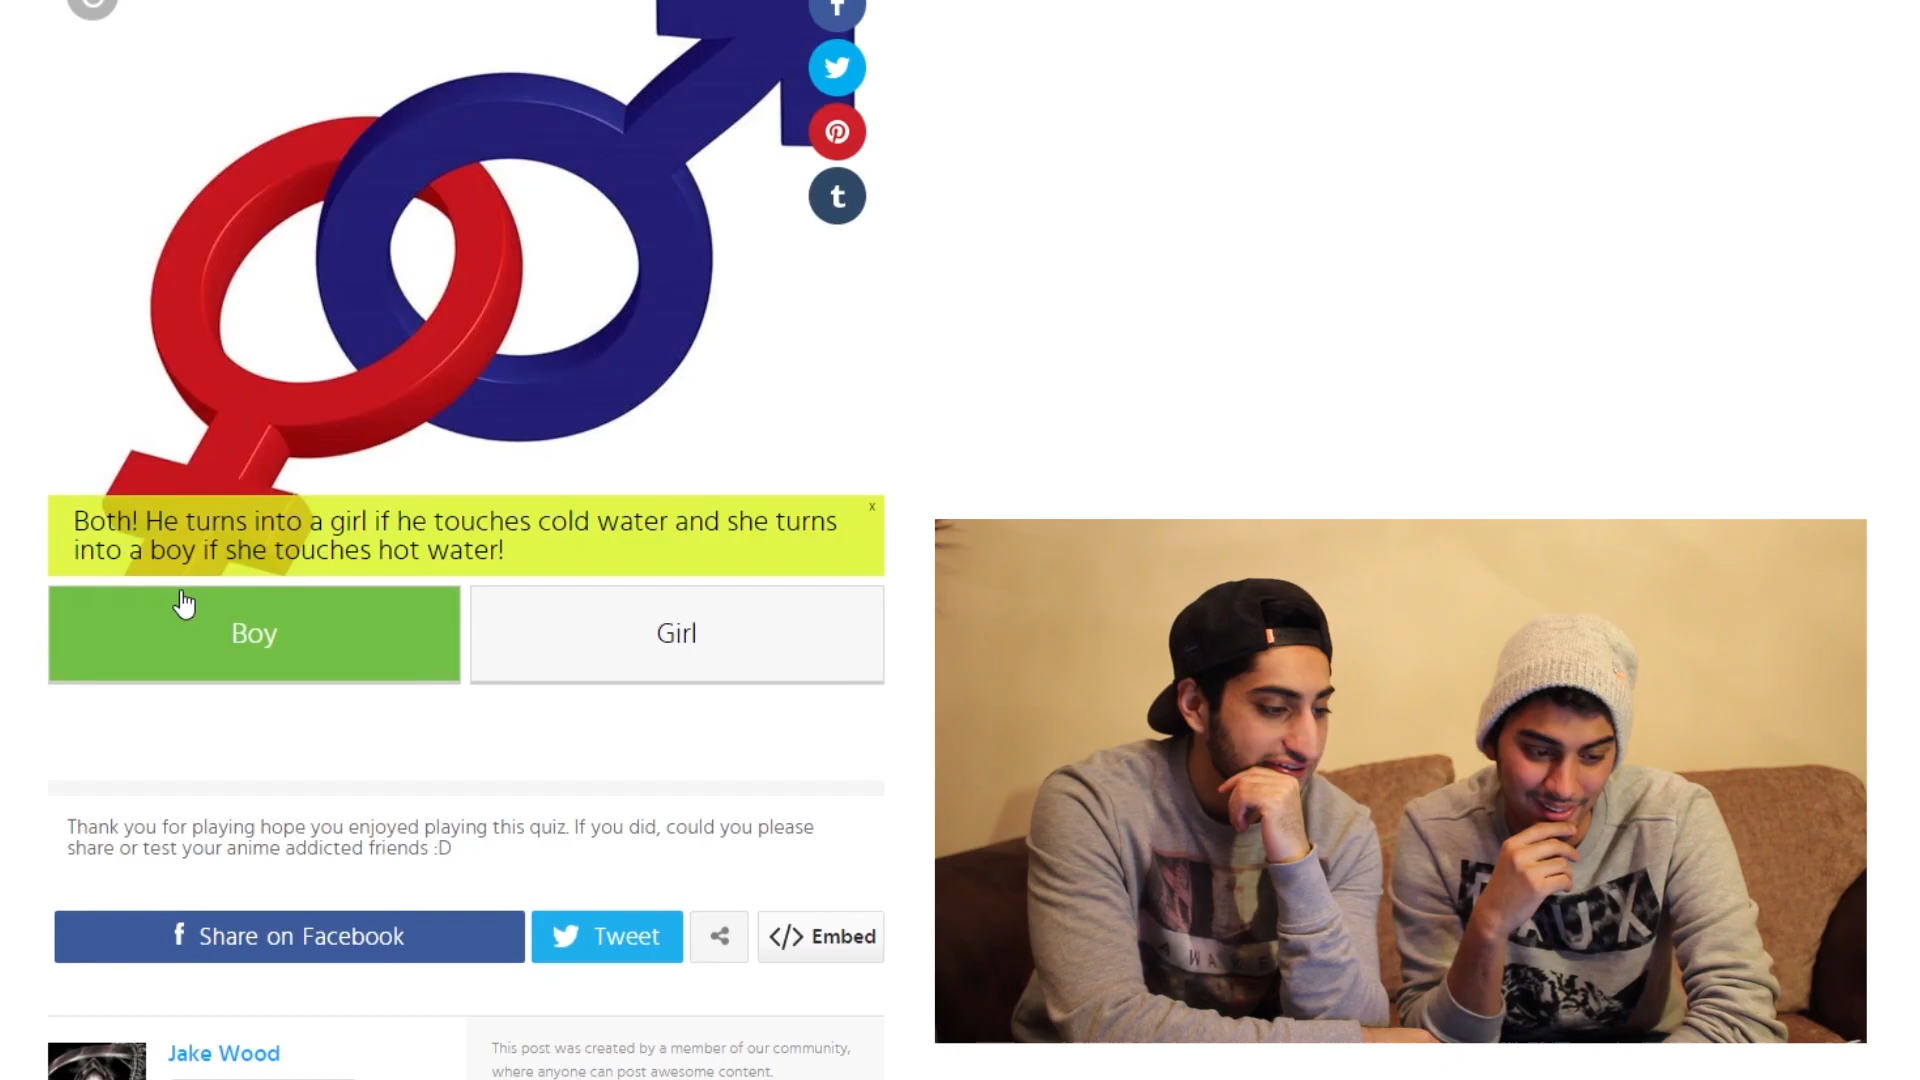 f
t
Both! He turns into a girl if he touches cold water and she turns
into a boy if she touches hot water!
x
Boy
Girl
Thank you for playing hope you enjoyed playing this quiz. If you did, could you please
share or test your anime addicted friends :D
f Share on Facebook
Tweet
</> Embed
Jake Wood
This post was created by a member of our community,
where anyone can post awesome content.
AWAKE
AUX